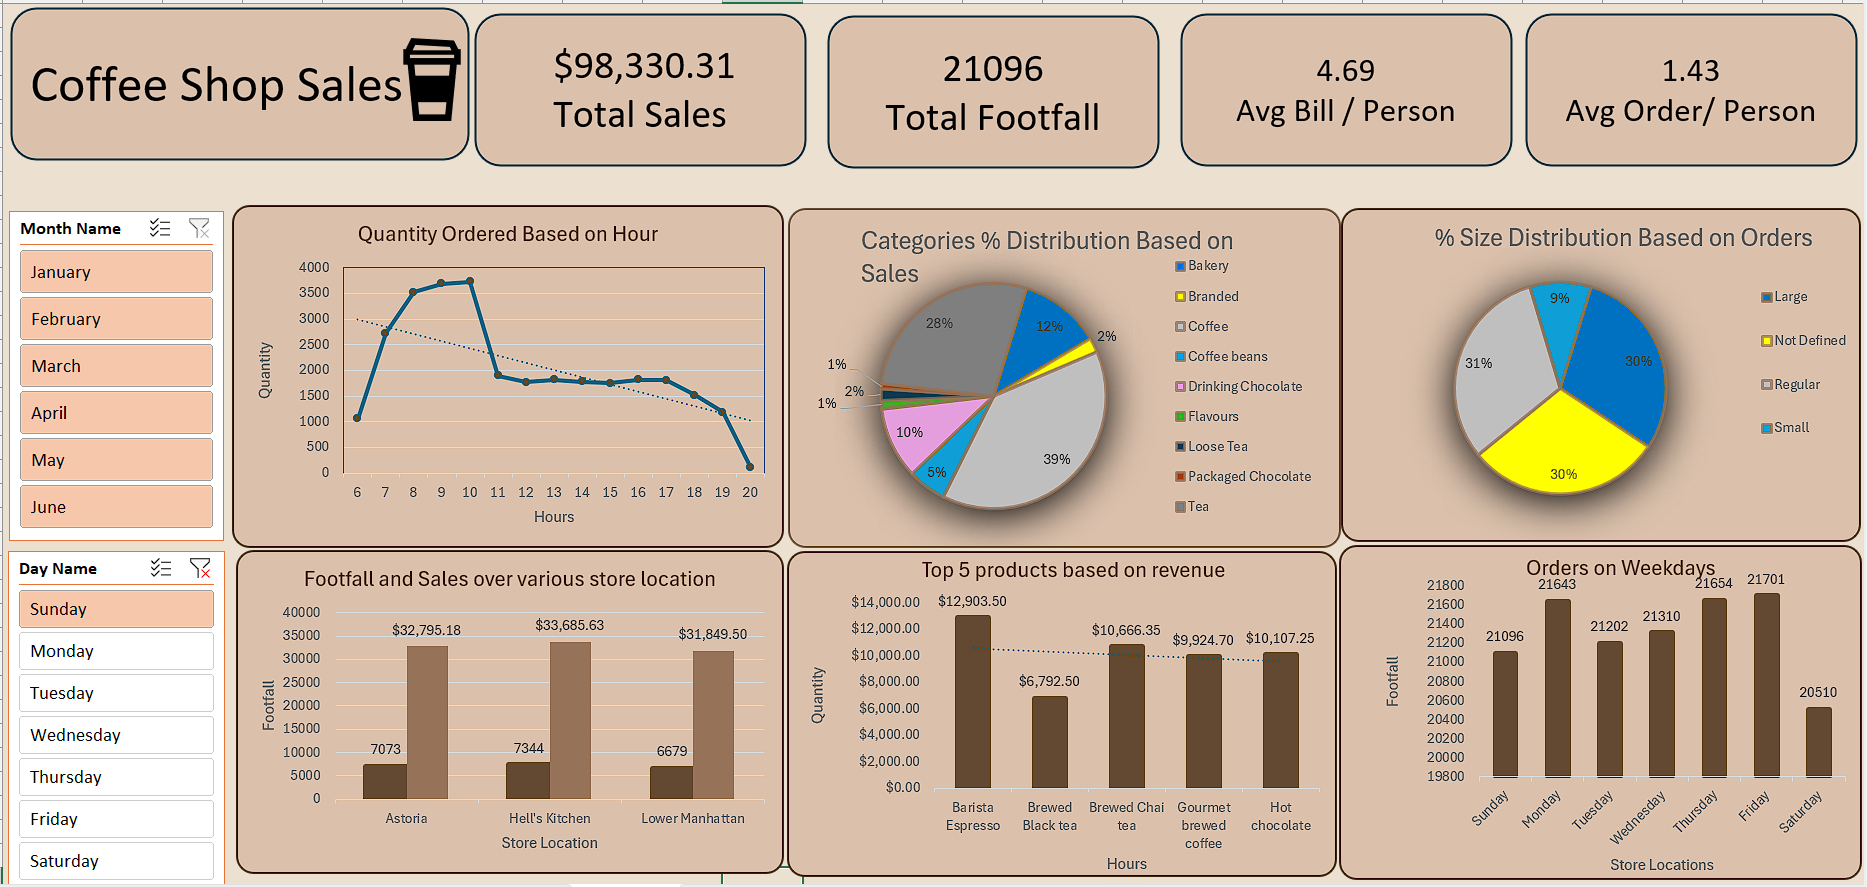 Coffee Shop Sales
$98,330.31
Total Sales
21096
Total Footfall
4.69
Avg Bill / Person
1.43
Avg Order/ Person
Month Name
January
February
March
April
May
June
Day Name
Sunday
Monday
Tuesday
Wednesday
Thursday
Friday
Saturday
Quantity Ordered Based on Hour
Quantity
4000
3500
3000
2500
2000
1500
1000
500
0
6 7 8 9 10 11 12 13 14 15 16 17 18 19 20
Hours
Categories % Distribution Based on
Sales
28%
12%
2%
39%
5%
10%
1%
2%
1%
Bakery
Branded
Coffee
Coffee beans
Drinking Chocolate
Flavours
Loose Tea
Packaged Chocolate
Tea
% Size Distribution Based on Orders
9%
30%
30%
31%
Large
Not Defined
Regular
Small
Footfall and Sales over various store location
Footfall
40000
35000
30000
25000
20000
15000
10000
5000
0
$32,795.18
$33,685.63
$31,849.50
7073
7344
6679
Astoria
Hell's Kitchen
Lower Manhattan
Store Location
Top 5 products based on revenue
Quantity
$14,000.00
$12,000.00
$10,000.00
$8,000.00
$6,000.00
$4,000.00
$2,000.00
$0.00
$12,903.50
$6,792.50
$10,666.35
$9,924.70
$10,107.25
Barista
Espresso
Brewed
Black tea
Brewed Chai
tea
Gourmet
brewed
coffee
Hot
chocolate
Hours
Orders on Weekdays
Footfall
21800
21600
21400
21200
21000
20800
20600
20400
20200
20000
19800
21096
21643
21202
21310
21654
21701
20510
Sunday
Monday
Tuesday
Wednesday
Thursday
Friday
Saturday
Store Locations